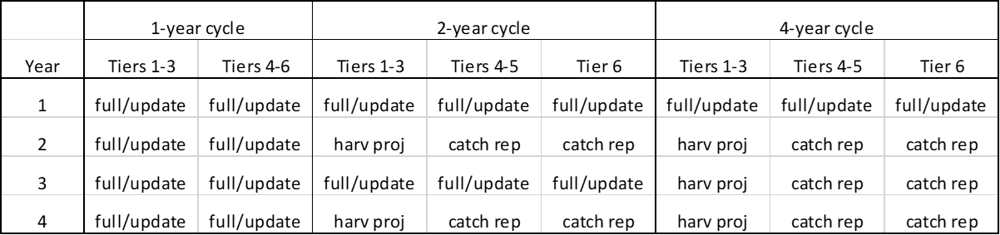 1-year cycle 2-year cycle 4-year cycle
Year Tiers 1-3 Tiers 4-6 Tiers 1-3 Tiers 4-5 Tier 6 Tiers 1-3 Tiers 4-5 Tier 6
1 full/update full/update full/update full/update full/update full/update full/update full/update
2 full/update full/update harv proj catch rep catch rep harv proj catch rep catch rep
3 full/update full/update full/update full/update full/update harv proj catch rep catch rep
4 full/update full/update harv proj catch rep catch rep harv proj catch rep catch rep